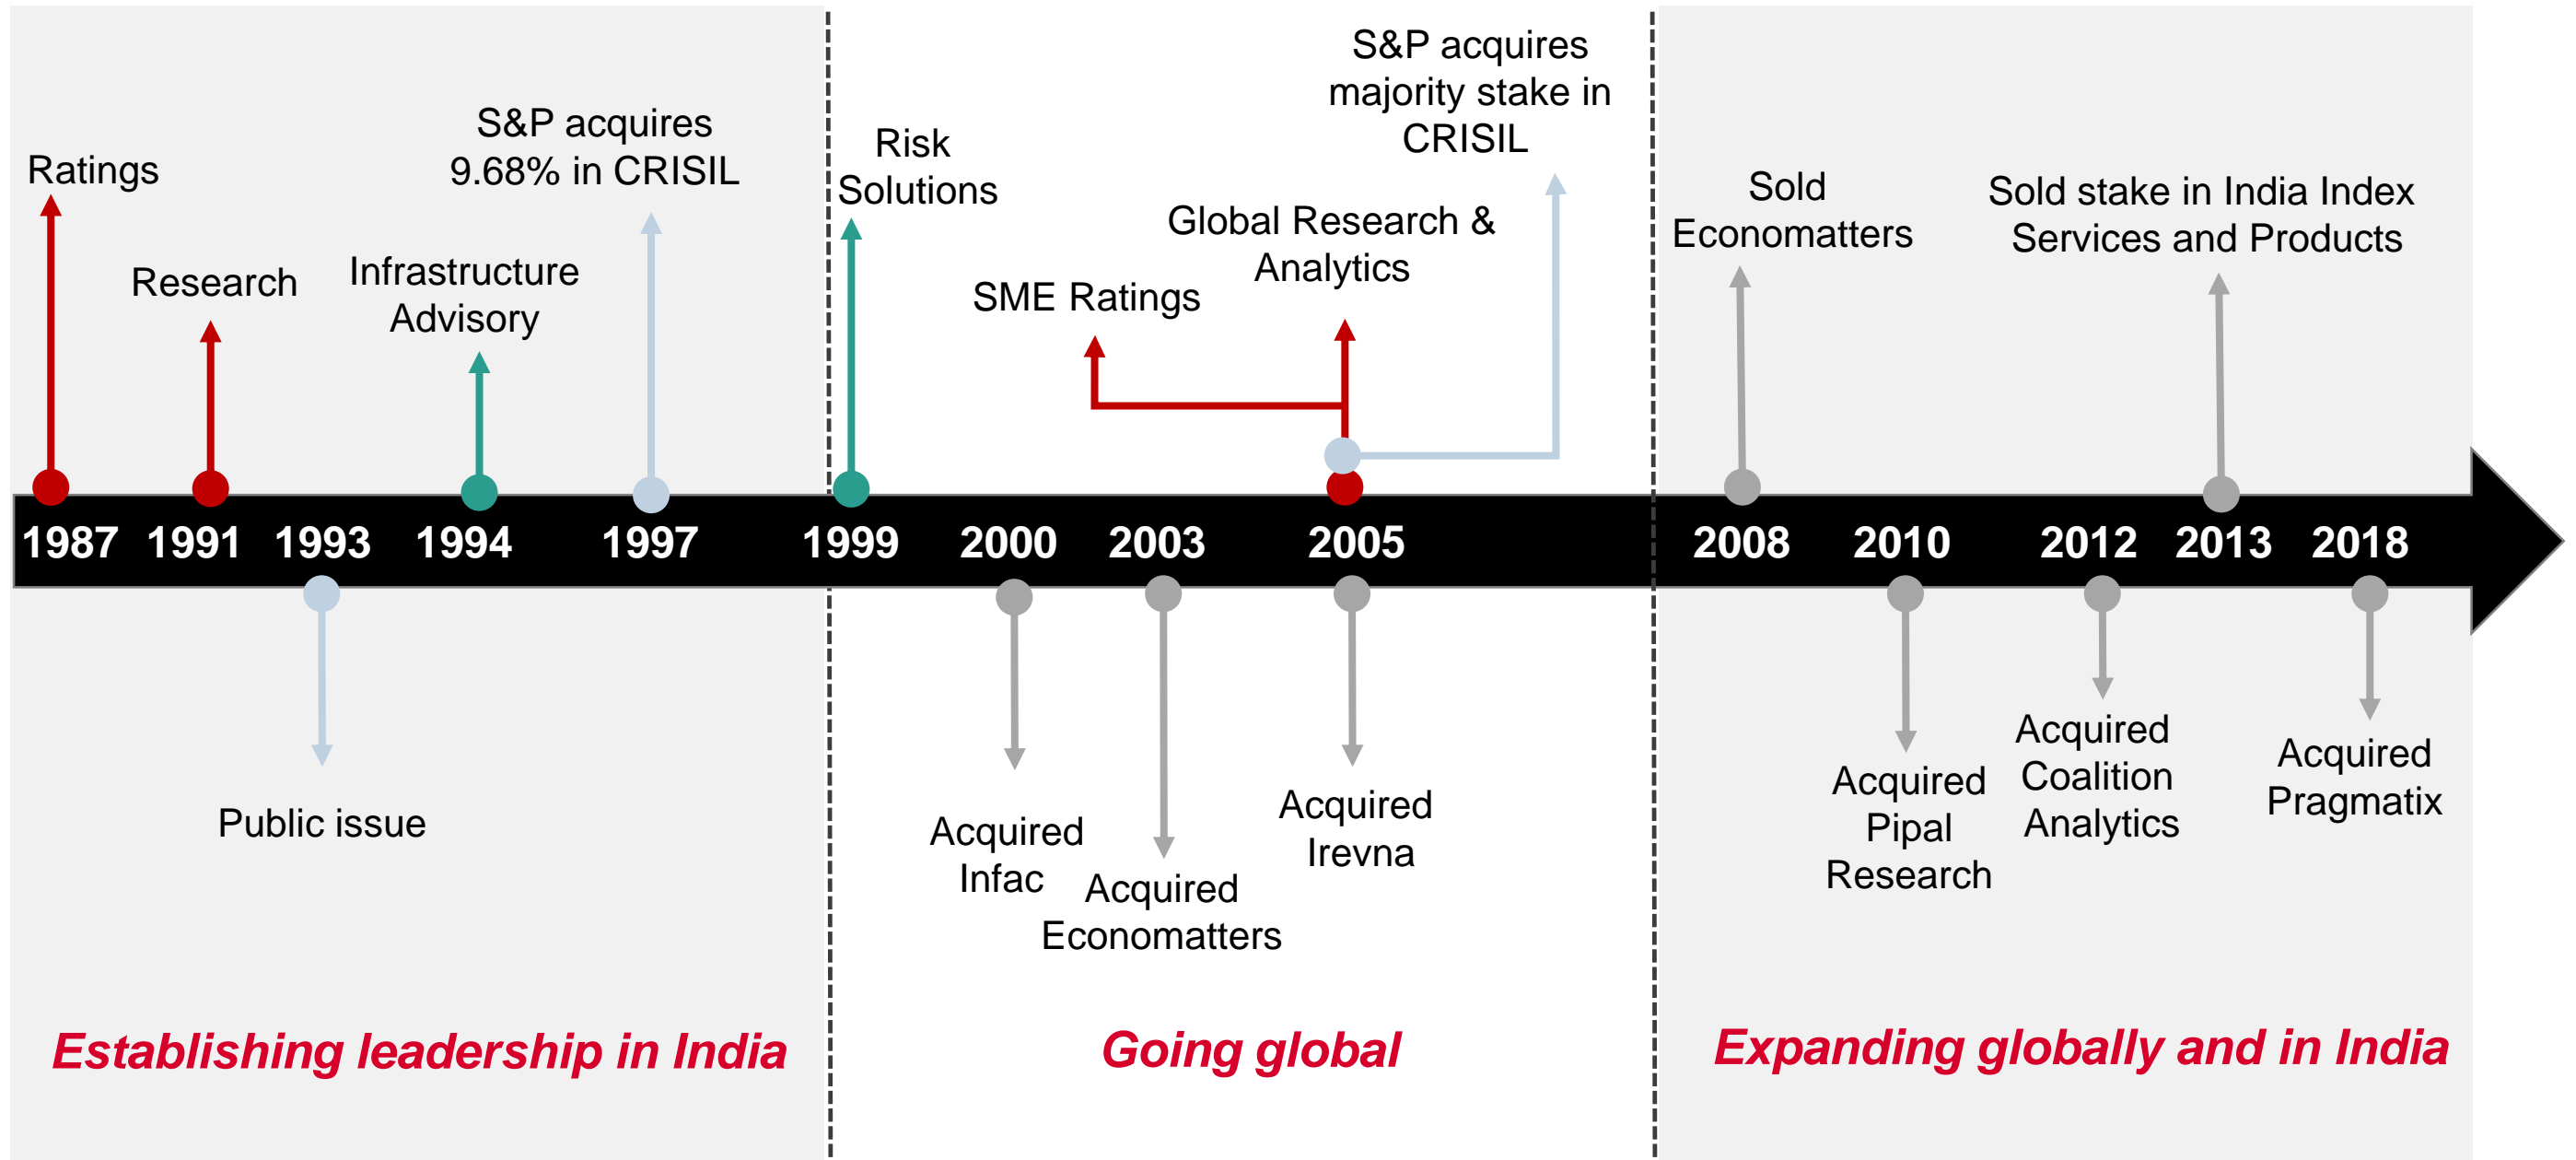 Ratings
Research
Infrastructure
Advisory
S&P acquires
9.68% in CRISIL
Risk
Solutions
SME Ratings
Global Research &
Analytics
S&P acquires
majority stake in
CRISIL
Sold
Economatters
Sold stake in India Index
Services and Products
1987 1991 1993 1994 1997 1999 2000 2003 2005 2008 2010 2012 2013 2018
Public issue
Acquired
Infac
Acquired
Economatters
Acquired
Irevna
Acquired
Pipal
Research
Acquired
Coalition
Analytics
Acquired
Pragmatix
Establishing leadership in India
Going global
Expanding globally and in India